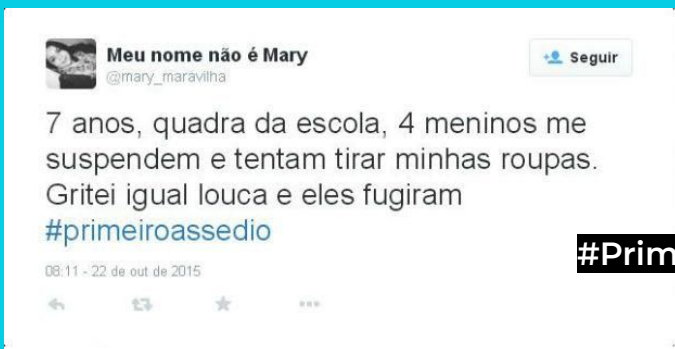 Meu nome não é Mary
@mary_maravilha
Seguir
7 anos, quadra da escola, 4 meninos me
suspendem e tentam tirar minhas roupas.
Gritei igual louca e eles fugiram
#primeiroassedio
#Prim
08:11 - 22 de out de 2015